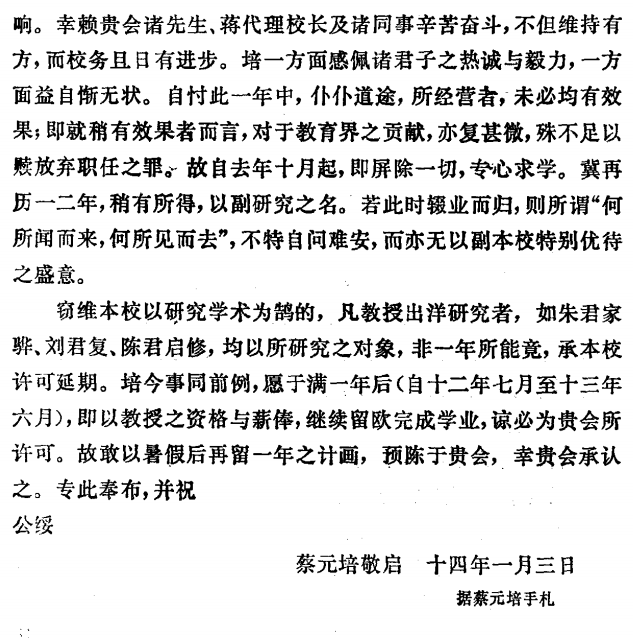 响。幸赖贵会诸先生、蒋代理校长及诸同事辛苦奋斗，不但维持有
方，而校务且日有进步。培一方面感佩诸君子之热诚与毅力，一方
面益自惭无状。自忖此一年中，仆仆道途，所经营者，未必均有效
果；即就稍有效果者而言，对于教育界之贡献，亦复甚微，殊不足以
赎放弃职任之罪。故自去年十月起，即屏除一切，专心求学。冀再
历一二年，稍有所得，以副研究之名。若此时辍业而归，则所谓“何
所闻而来，何所见而去”，不特自问难安，而亦无以副本校特别优待
之盛意。
窃维本校以研究学术为鹄的，凡教授出洋研究者，如朱君家
骅、刘君复、陈君启修，均以所研究之对象，非一年所能竟，承本校
许可延期。培今事同前例，愿于满一年后（自十二年七月至十三年
六月），即以教授之资格与薪俸，继续留欧完成学业，谅必为贵会所
许可。故敢以暑假后再留一年之计画，预陈于贵会，幸贵会承认
之。专此奉布，并祝
公绥
蔡元培敬启 十四年一月三日
据蔡元培手札